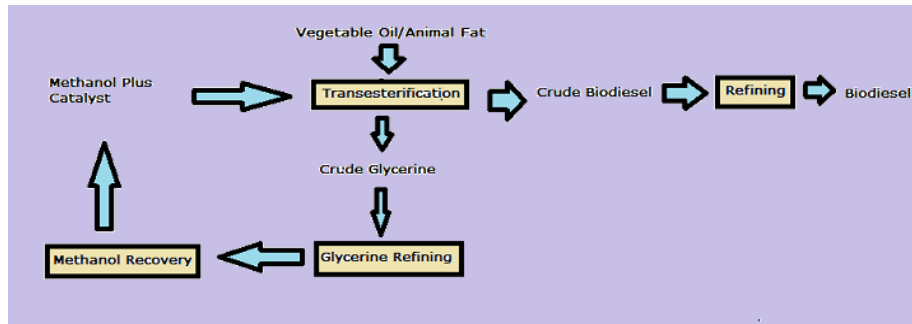 Vegetable Oil/Animal Fat
Methanol Plus
Catalyst
Transesterification
Crude Biodiesel
Refining
Biodiesel
Crude Glycerine
Methanol Recovery
Glycerine Refining